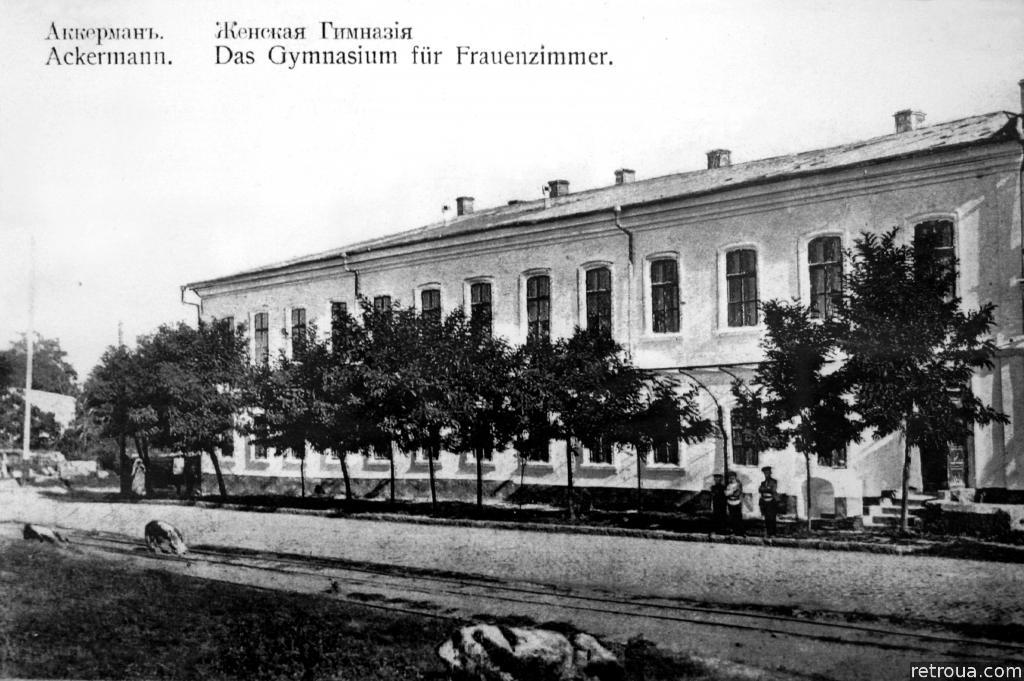 Аккерманъ. Женская Гимназія
Ackermann. Das Gymnasium für Frauenzimmer.
retroua.com